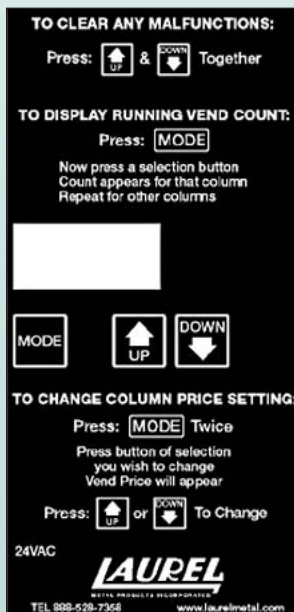 TO CLEAR ANY MALFUNCTIONS:
Press: UP & DOWN Together
TO DISPLAY RUNNING VEND COUNT:
Press: MODE
Now press a selection button
Count appears for that column
Repeat for other columns
MODE UP DOWN
TO CHANGE COLUMN PRICE SETTING:
Press: MODE Twice
Press button of selection
you wish to change
Vend Price will appear
Press: UP or DOWN To Change
24VAC
LAUREL
METAL PRODUCTS INCORPORATED
TEL 888-528-7358 www.laurelmetal.com